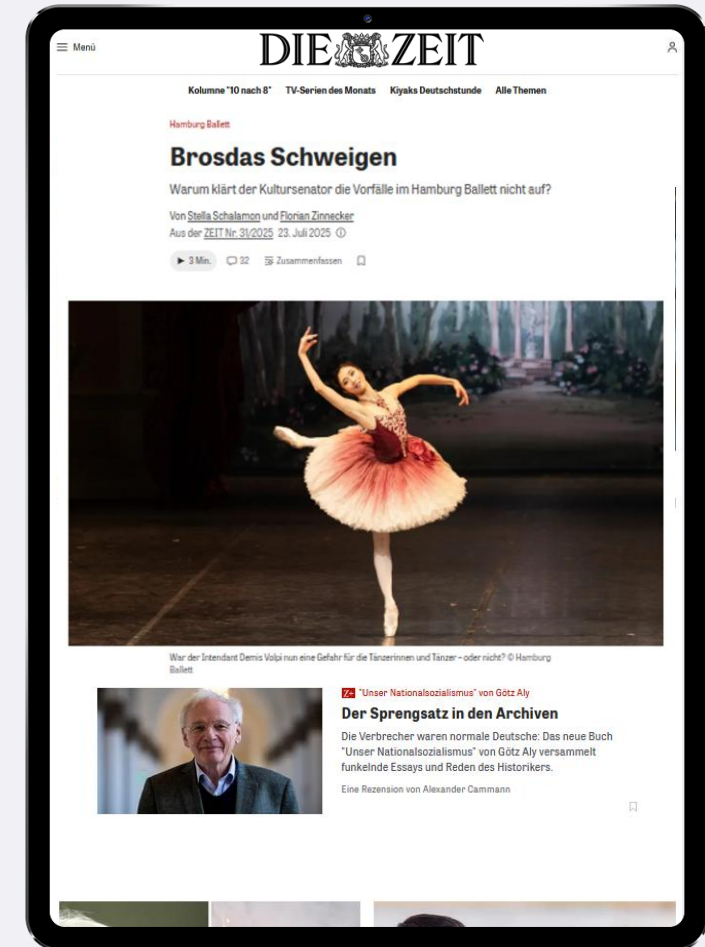 Menü
DIE ZEIT
Kolumne "10 nach 8" TV-Serien des Monats Kiyaks Deutschstunde Alle Themen
Hamburg Ballett
Brosdas Schweigen
Warum klärt der Kultursenator die Vorfälle im Hamburg Ballett nicht auf?
Von Stella Schalamon und Florian Zinnecker
Aus der ZEIT Nr. 31/2025 23. Juli 2025
3 Min. 32 Zusammenfassen
War der Intendant Demis Volpi nun eine Gefahr für die Tänzerinnen und Tänzer – oder nicht? © Hamburg
Ballett
Z+ "Unser Nationalsozialismus" von Götz Aly
Der Sprengsatz in den Archiven
Die Verbrecher waren normale Deutsche: Das neue Buch
"Unser Nationalsozialismus" von Götz Aly versammelt
funkelnde Essays und Reden des Historikers.
Eine Rezension von Alexander Cammann